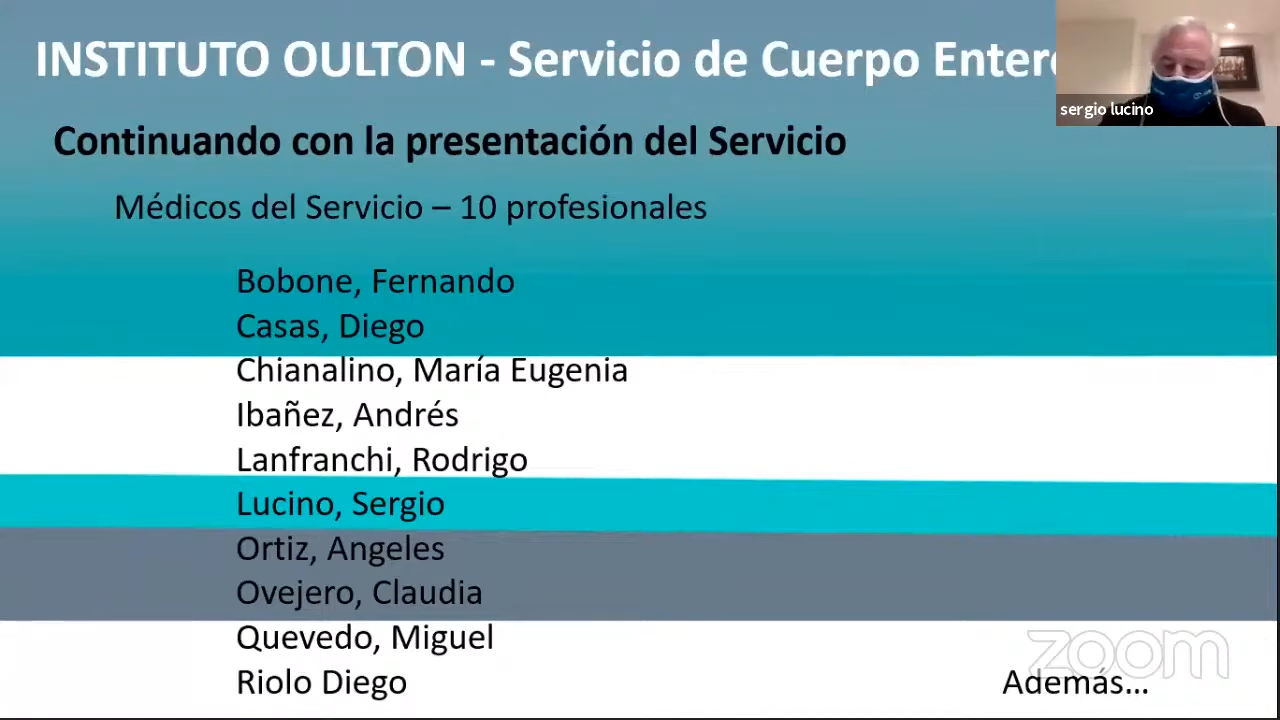 INSTITUTO OULTON - Servicio de Cuerpo Entero
sergio lucino
Continuando con la presentación del Servicio
Médicos del Servicio – 10 profesionales
Bobone, Fernando
Casas, Diego
Chianalino, María Eugenia
Ibañez, Andrés
Lanfranchi, Rodrigo
Lucino, Sergio
Ortiz, Angeles
Ovejero, Claudia
Quevedo, Miguel
Riolo Diego
zoom
Además...